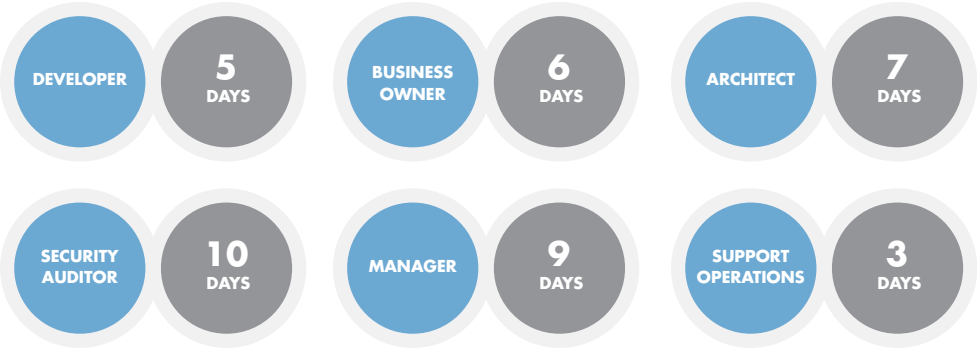 DEVELOPER
5
DAYS
BUSINESS
OWNER
6
DAYS
ARCHITECT
7
DAYS
SECURITY
AUDITOR
10
DAYS
MANAGER
9
DAYS
SUPPORT
OPERATIONS
3
DAYS